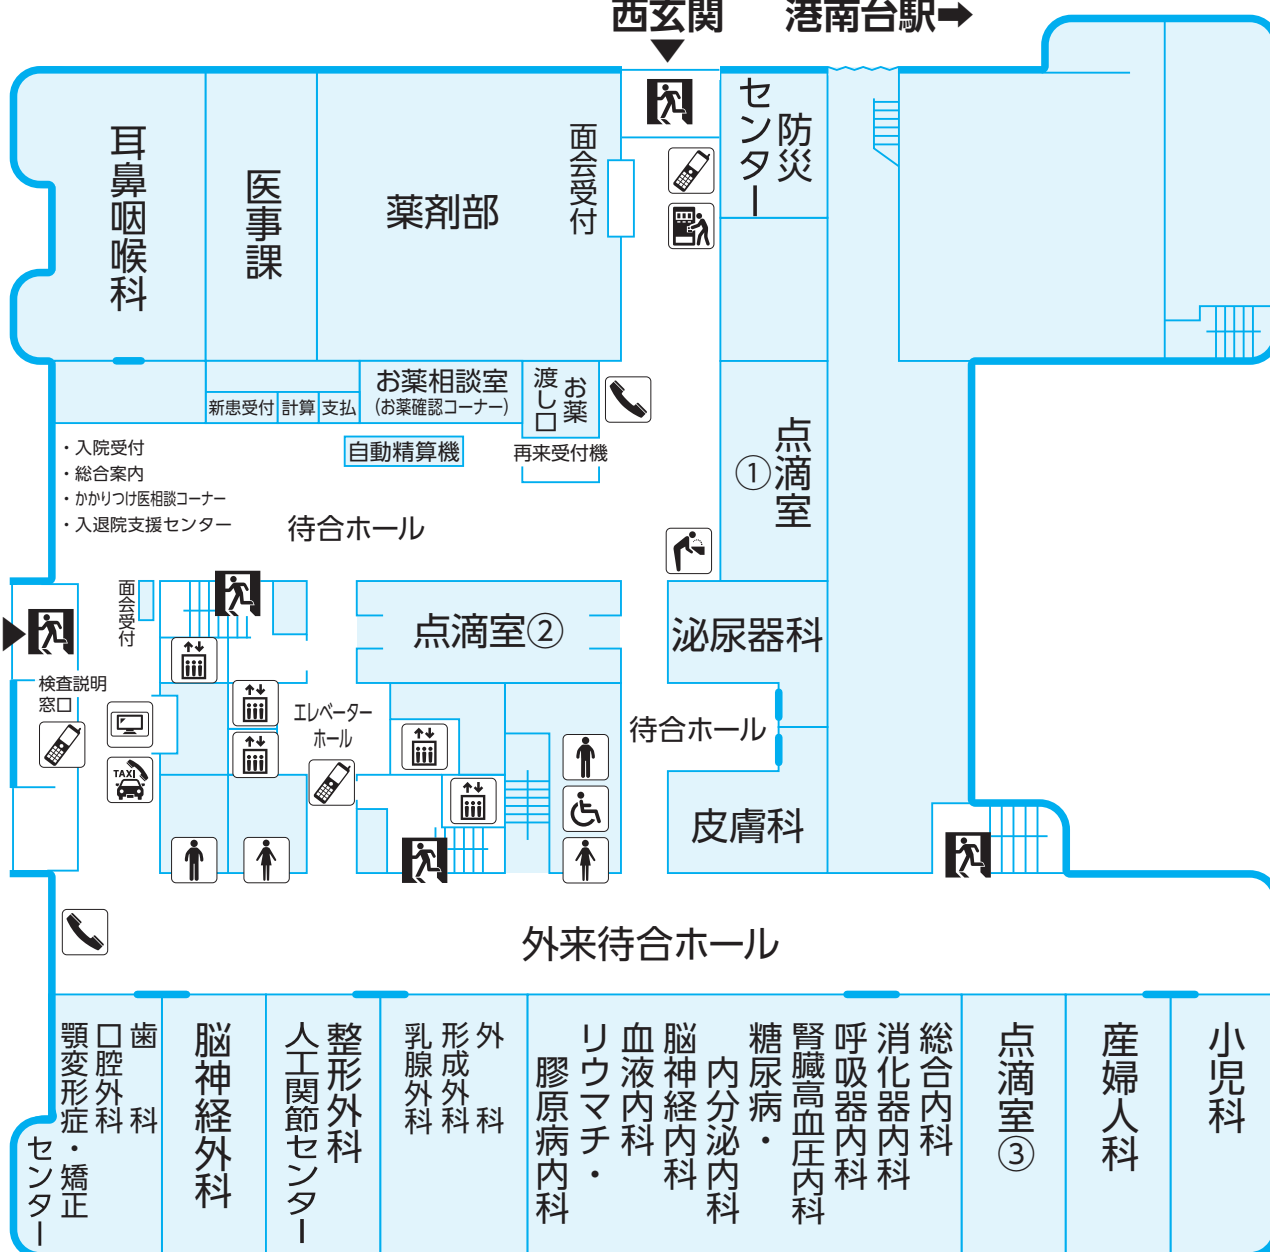 西玄関
港南台駅➡
耳鼻咽喉科
医事課
薬剤部
面会受付
防災
センター
新患受付
計算
支払
お薬相談室
(お薬確認コーナー)
お薬
渡し口
自動精算機
再来受付機
点滴室
①
・入院受付
・総合案内
・かかりつけ医相談コーナー
・入退院支援センター
待合ホール
面会受付
点滴室②
泌尿器科
検査説明
窓口
TAXI
エレベーター
ホール
待合ホール
皮膚科
外来待合ホール
歯科
口腔外科
顎変形症・矯正
センター
脳神経外科
整形外科
人工関節センター
外科
形成外科
乳腺外科
総合内科
消化器内科
呼吸器内科
腎臓高血圧内科
糖尿病・
内分泌内科
脳神経内科
血液内科
リウマチ・
膠原病内科
点滴室③
産婦人科
小児科